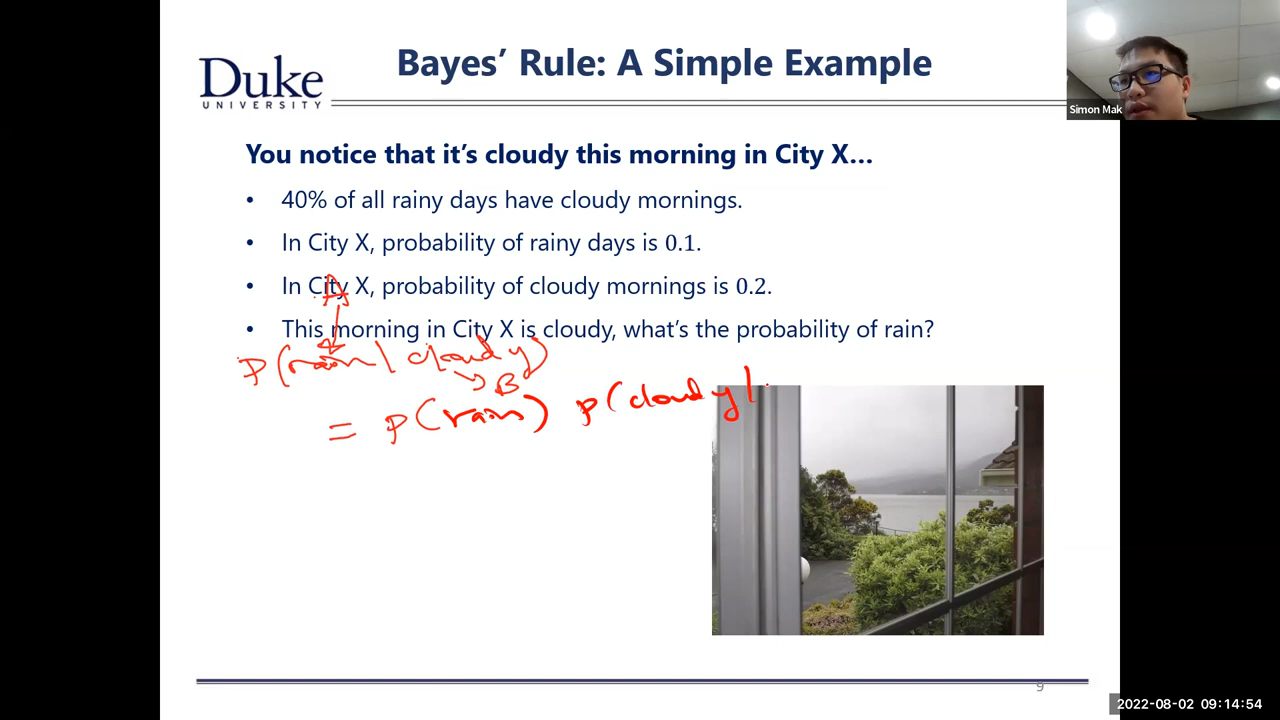 Bayes' Rule: A Simple Example
Duke
UNIVERSITY
Simon Mak
You notice that it's cloudy this morning in City X...
• 40% of all rainy days have cloudy mornings.
• In City X, probability of rainy days is 0.1.
• In City X, probability of cloudy mornings is 0.2.
• This morning in City X is cloudy, what's the probability of rain?
A
P(rain | cloudy)
B
= P(rain) P(cloudy |
9
2022-08-02 09:14:54